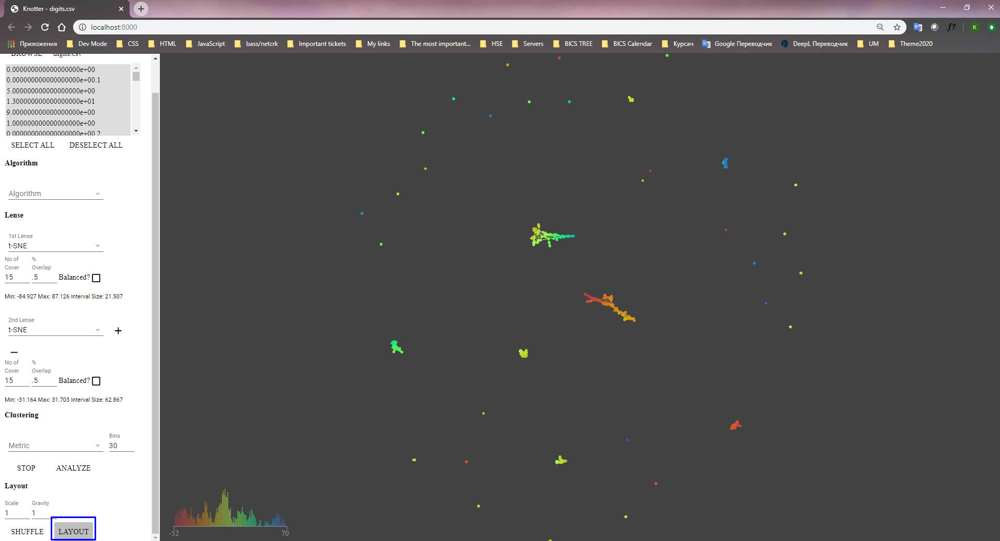 Knotter - digits.csv
localhost:8000
f?
K
Приложения
Dev Mode
CSS
HTML
JavaScript
bass/netcrk
Important tickets
My links
The most important...
HSE
Servers
BICS TREE
BICS Calendar
Курсач
Google Переводчик
DeepL Переводчик
UM
Theme2020
BROWSE digits.csv
0.000000000000000000e+00
0.000000000000000000e+00.1
5.000000000000000000e+00
1.300000000000000000e+01
9.000000000000000000e+00
1.000000000000000000e+00
0.000000000000000000e+00.2
SELECT ALL DESELECT ALL
Algorithm
Algorithm
Lense
1st Lense
t-SNE
No of %
Cover Overlap
15 .5 Balanced?
Min: -84.927 Max: 87.126 Interval Size: 21.507
2nd Lense
t-SNE
No of %
Cover Overlap
15 .5 Balanced?
Min: -31.164 Max: 31.703 Interval Size: 62.867
Clustering
Bins
Metric 30
STOP ANALYZE
Layout
Scale Gravity
1 1
SHUFFLE LAYOUT
-52 70